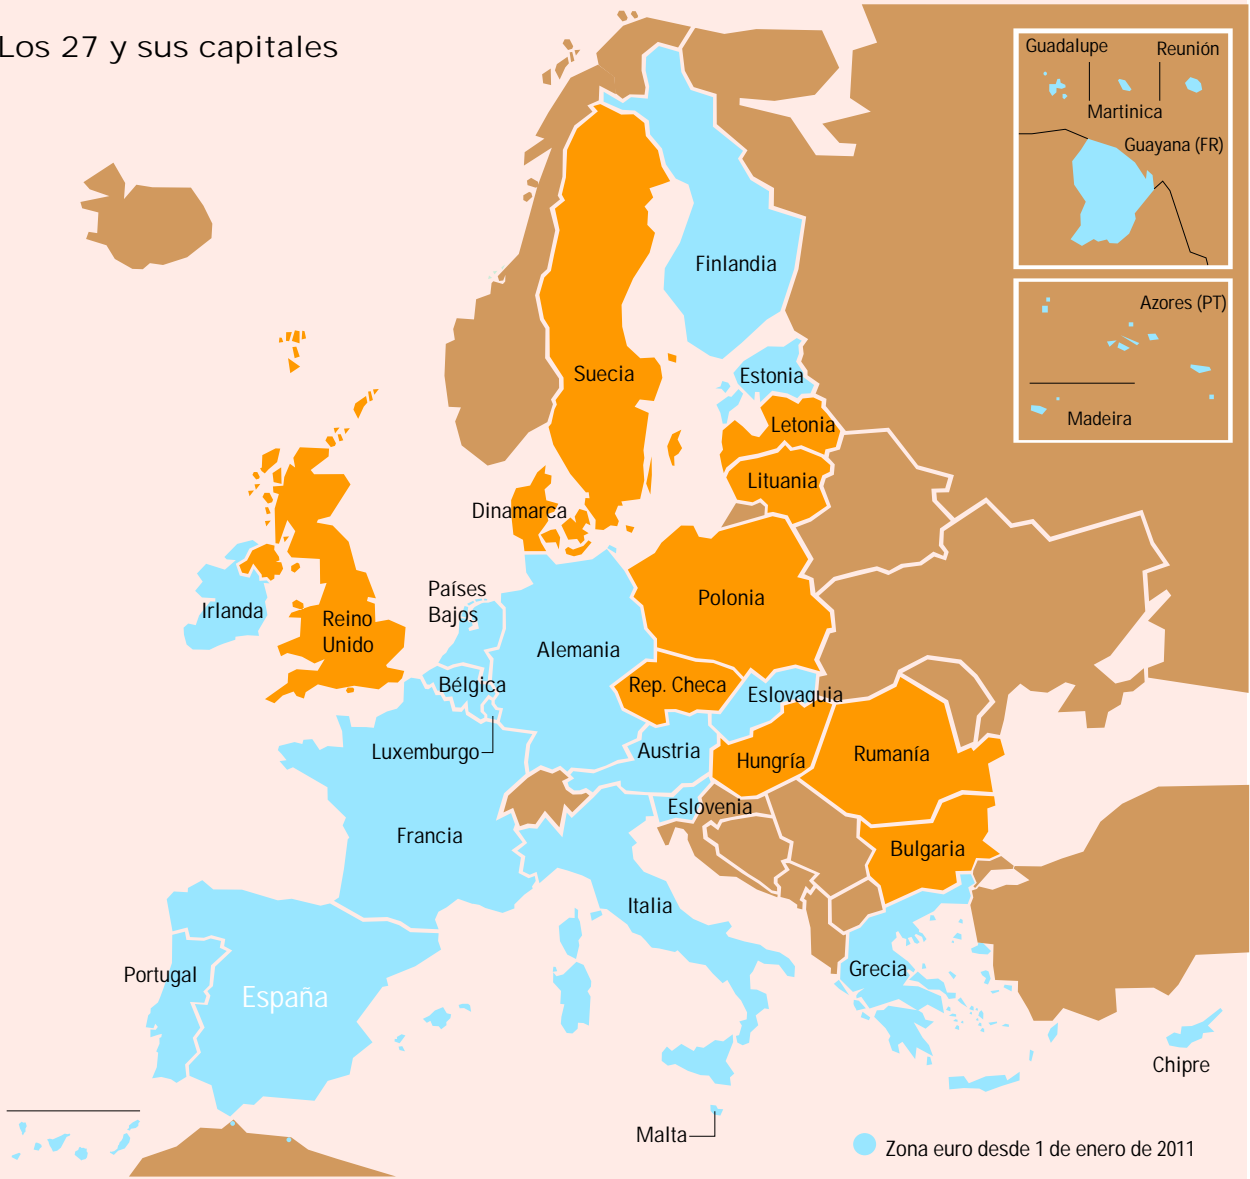 Los 27 y sus capitales
Guadalupe
Reunión
Martinica
Guayana (FR)
Azores (PT)
Madeira
Finlandia
Suecia
Estonia
Letonia
Lituania
Dinamarca
Irlanda
Reino
Unido
Países
Bajos
Polonia
Alemania
Bélgica
Rep. Checa
Eslovaquia
Luxemburgo
Austria
Hungría
Rumanía
Eslovenia
Francia
Bulgaria
Italia
Portugal
España
Grecia
Chipre
Malta
Zona euro desde 1 de enero de 2011